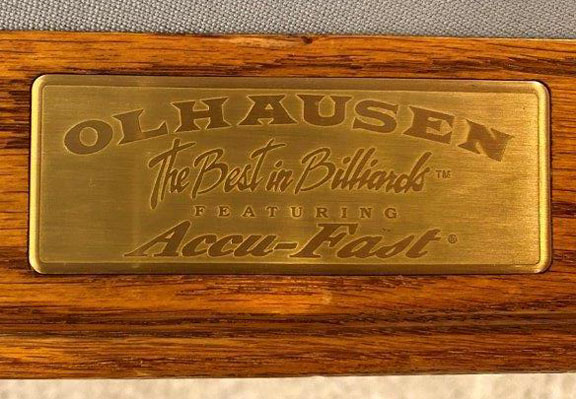 OLHAUSEN
The Best in Billiards™
FEATURING
Accu-Fast®